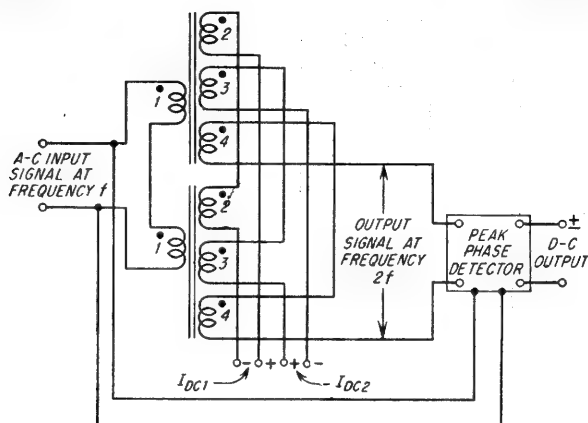 2
1
3
4
A-C INPUT
SIGNAL AT
FREQUENCY f
2
1
3
4
OUTPUT
SIGNAL AT
FREQUENCY
2f
PEAK
PHASE
DETECTOR
±
D-C
OUTPUT
- + + -
IDC1
IDC2